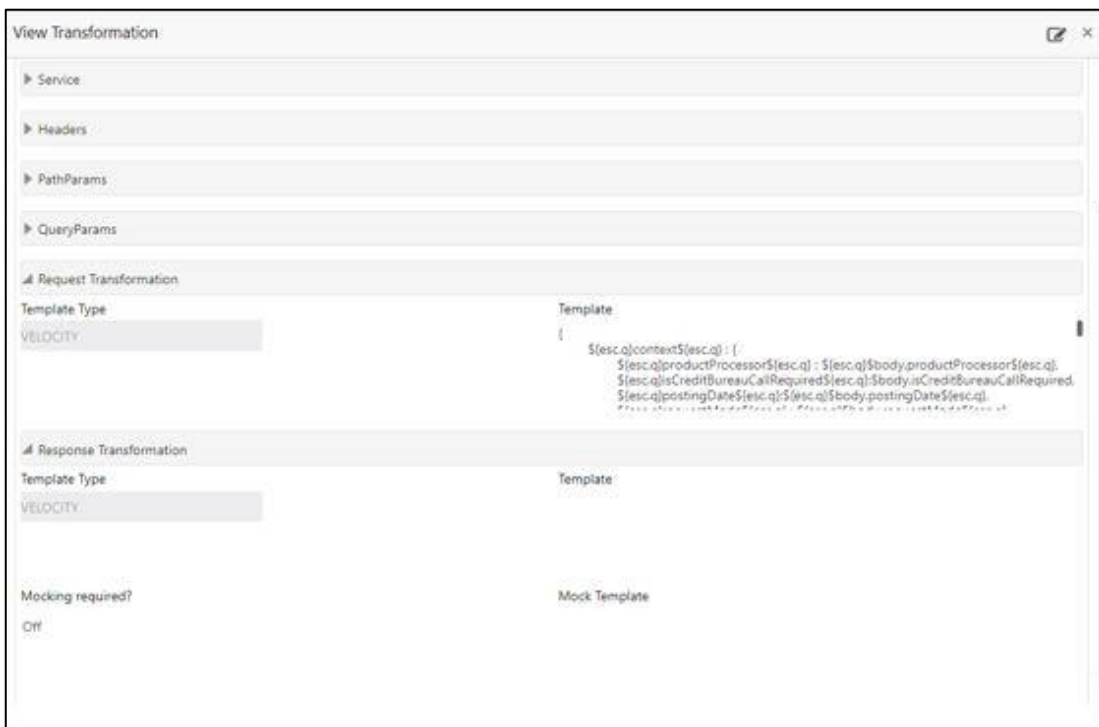 View Transformation
Service
Headers
PathParams
QueryParams
Request Transformation
Template Type
Template
VELOCITY
{
${esc.q}context${esc.q} : {
${esc.q}productProcessor${esc.q} : ${esc.q}$body.productProcessor${esc.q},
${esc.q}isCreditBureauCallRequired${esc.q}:$body.isCreditBureauCallRequired,
${esc.q}postingDate${esc.q}:${esc.q}$body.postingDate${esc.q},
Response Transformation
Template Type
Template
VELOCITY
Mocking required?
Mock Template
Off